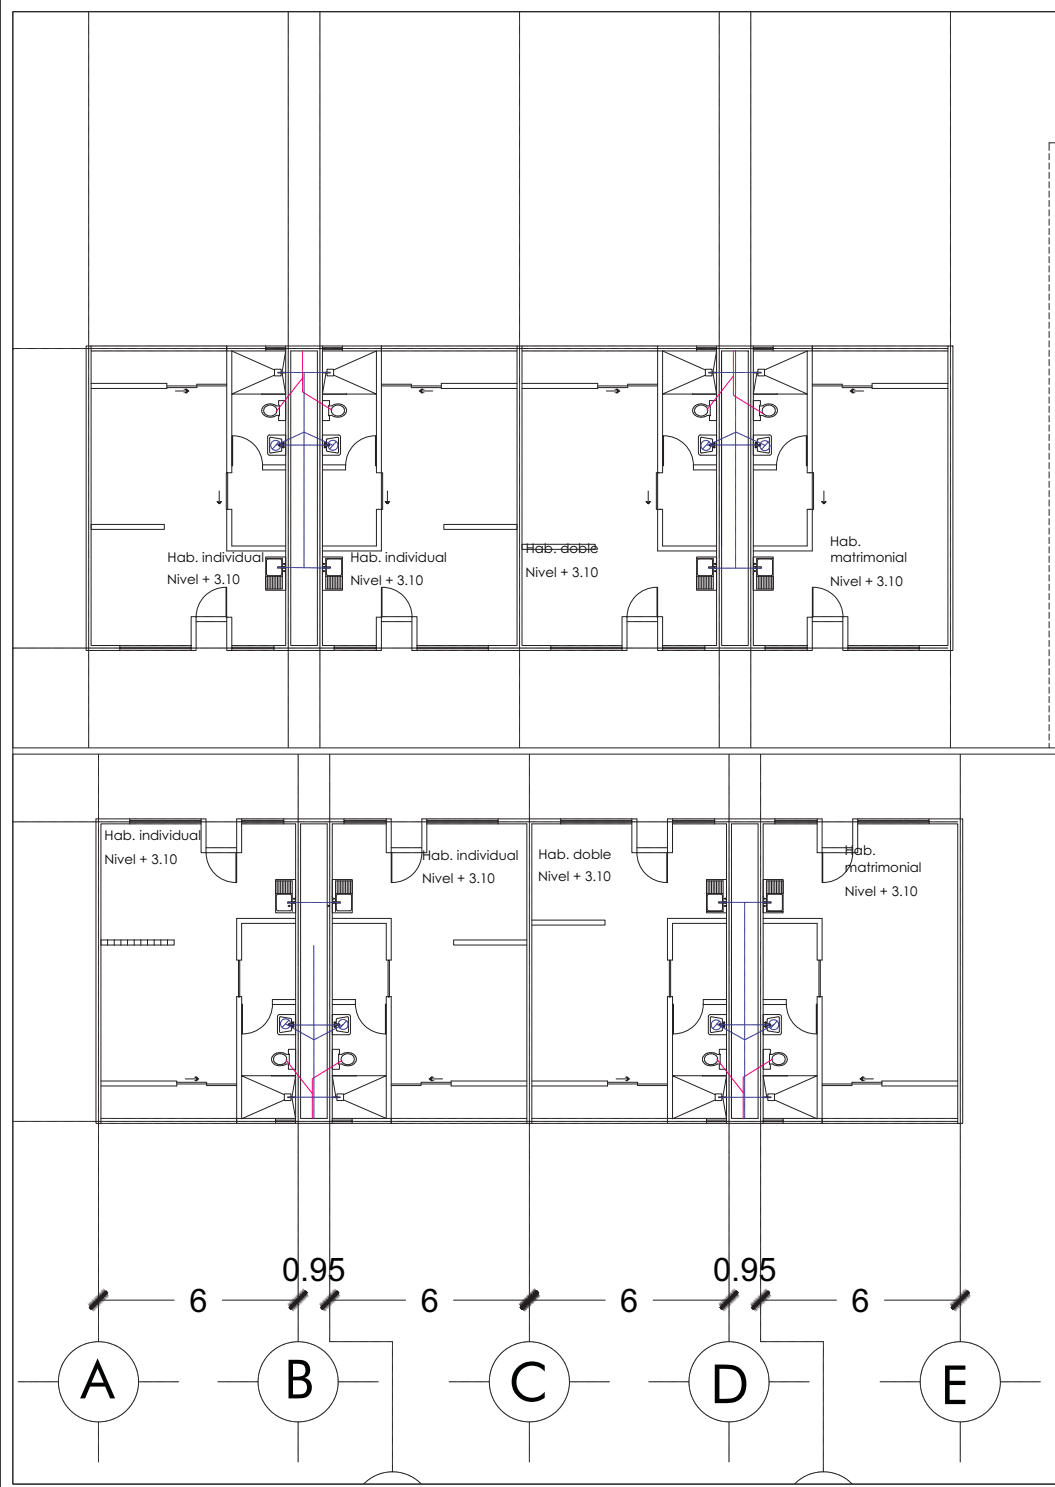 Hab. individual
Nivel + 3.10
Hab. individual
Nivel + 3.10
Hab. doble
Nivel + 3.10
Hab.
matrimonial
Nivel + 3.10
Hab. individual
Nivel + 3.10
Hab. individual
Nivel + 3.10
Hab. doble
Nivel + 3.10
Hab.
matrimonial
Nivel + 3.10
0.95
0.95
6
6
6
6
A
B
C
D
E